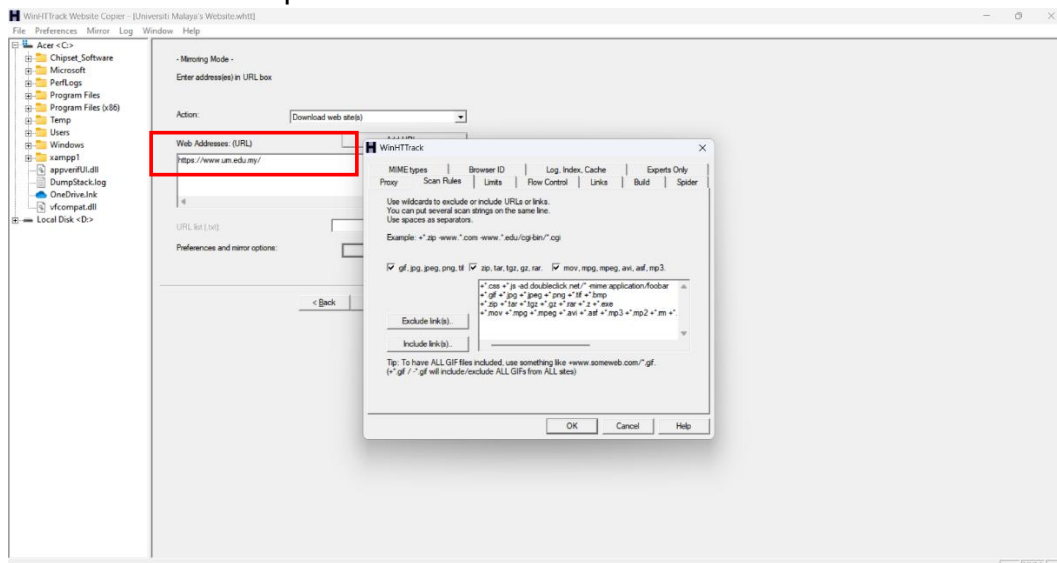 WinHTTrack Website Copier - [Universiti Malaya's Website.whtt]
File Preferences Mirror Log Window Help
Acer <C:>
Chipset_Software
Microsoft
PerfLogs
Program Files
Program Files (x86)
Temp
Users
Windows
xampp1
appverifUI.dll
DumpStack.log
OneDrive.lnk
vfcompat.dll
Local Disk <D:>
- Mirroring Mode -
Enter address(es) in URL box
Action:
Download web site(s)
Web Addresses: (URL)
https://www.um.edu.my/
URL list (.txt):
Preferences and mirror options:
< Back
WinHTTrack
MIME types Browser ID Log, Index, Cache Experts Only
Proxy Scan Rules Limits Flow Control Links Build Spider
Use wildcards to exclude or include URLs or links.
You can put several scan strings on the same line.
Use spaces as separators.
Example: +*.zip -www.*.com -www.*.edu/cgi-bin/*.cgi
gif, jpg, jpeg, png, tif zip, tar, tgz, gz, rar. mov, mpg, mpeg, avi, asf, mp3.
+*.css +*.js -ad.doubleclick.net/* -mime:application/foobar
+*.gif +*.jpg +*.jpeg +*.png +*.tif +*.bmp
+*.zip +*.tar +*.tgz +*.gz +*.rar +*.z +*.exe
+*.mov +*.mpg +*.mpeg +*.avi +*.asf +*.mp3 +*.mp2 +*.rm +*.
Exclude link(s)..
Include link(s)..
Tip: To have ALL GIF files included, use something like +www.someweb.com/*.gif.
(+*.gif / -*.gif will include/exclude ALL GIFs from ALL sites)
OK Cancel Help